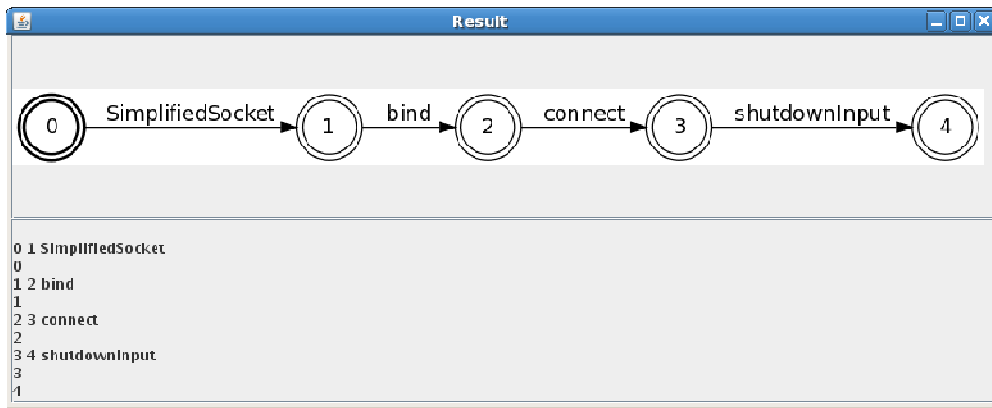 Result
0 SimplifiedSocket 1 bind 2 connect 3 shutdownInput 4
0 1 SimplifiedSocket
0
1 2 bind
1
2 3 connect
2
3 4 shutdownInput
3
4